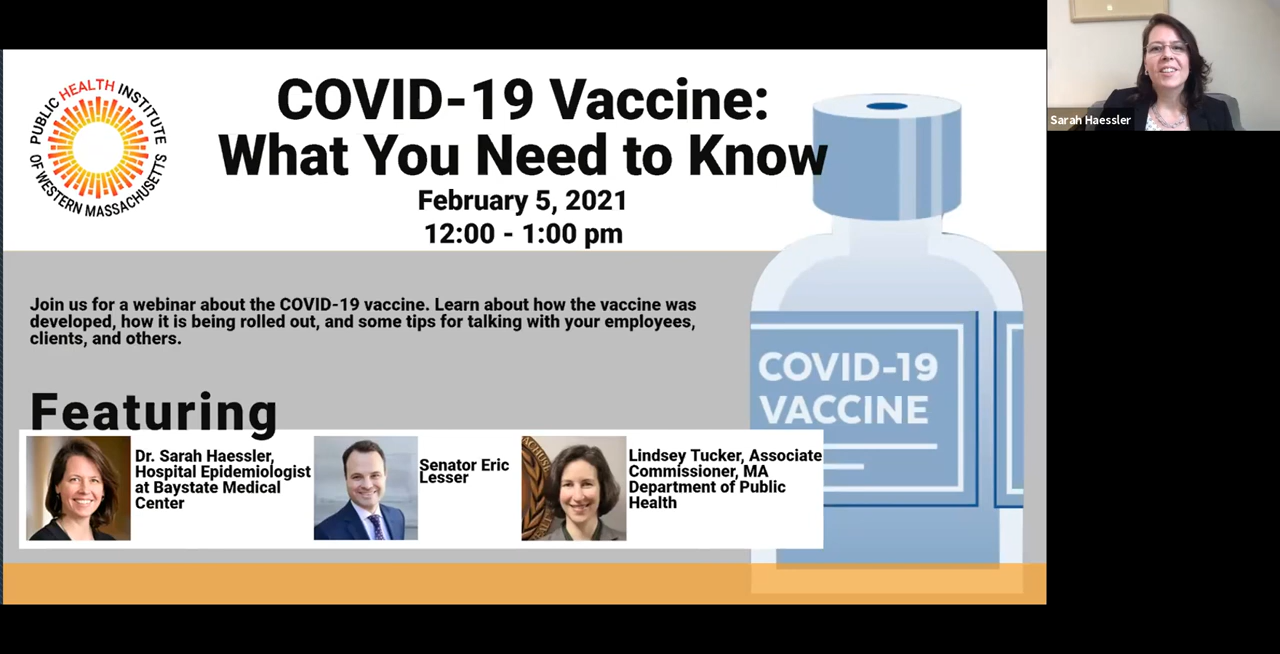 PUBLIC HEALTH INSTITUTE
OF WESTERN MASSACHUSETTS
COVID-19 Vaccine:
What You Need to Know
February 5, 2021
12:00 - 1:00 pm
Sarah Haessler
Join us for a webinar about the COVID-19 vaccine. Learn about how the vaccine was
developed, how it is being rolled out, and some tips for talking with your employees,
clients, and others.
COVID-19
VACCINE
Featuring
Dr. Sarah Haessler,
Hospital Epidemiologist
at Baystate Medical
Center
Senator Eric
Lesser
Lindsey Tucker, Associate
Commissioner, MA
Department of Public
Health